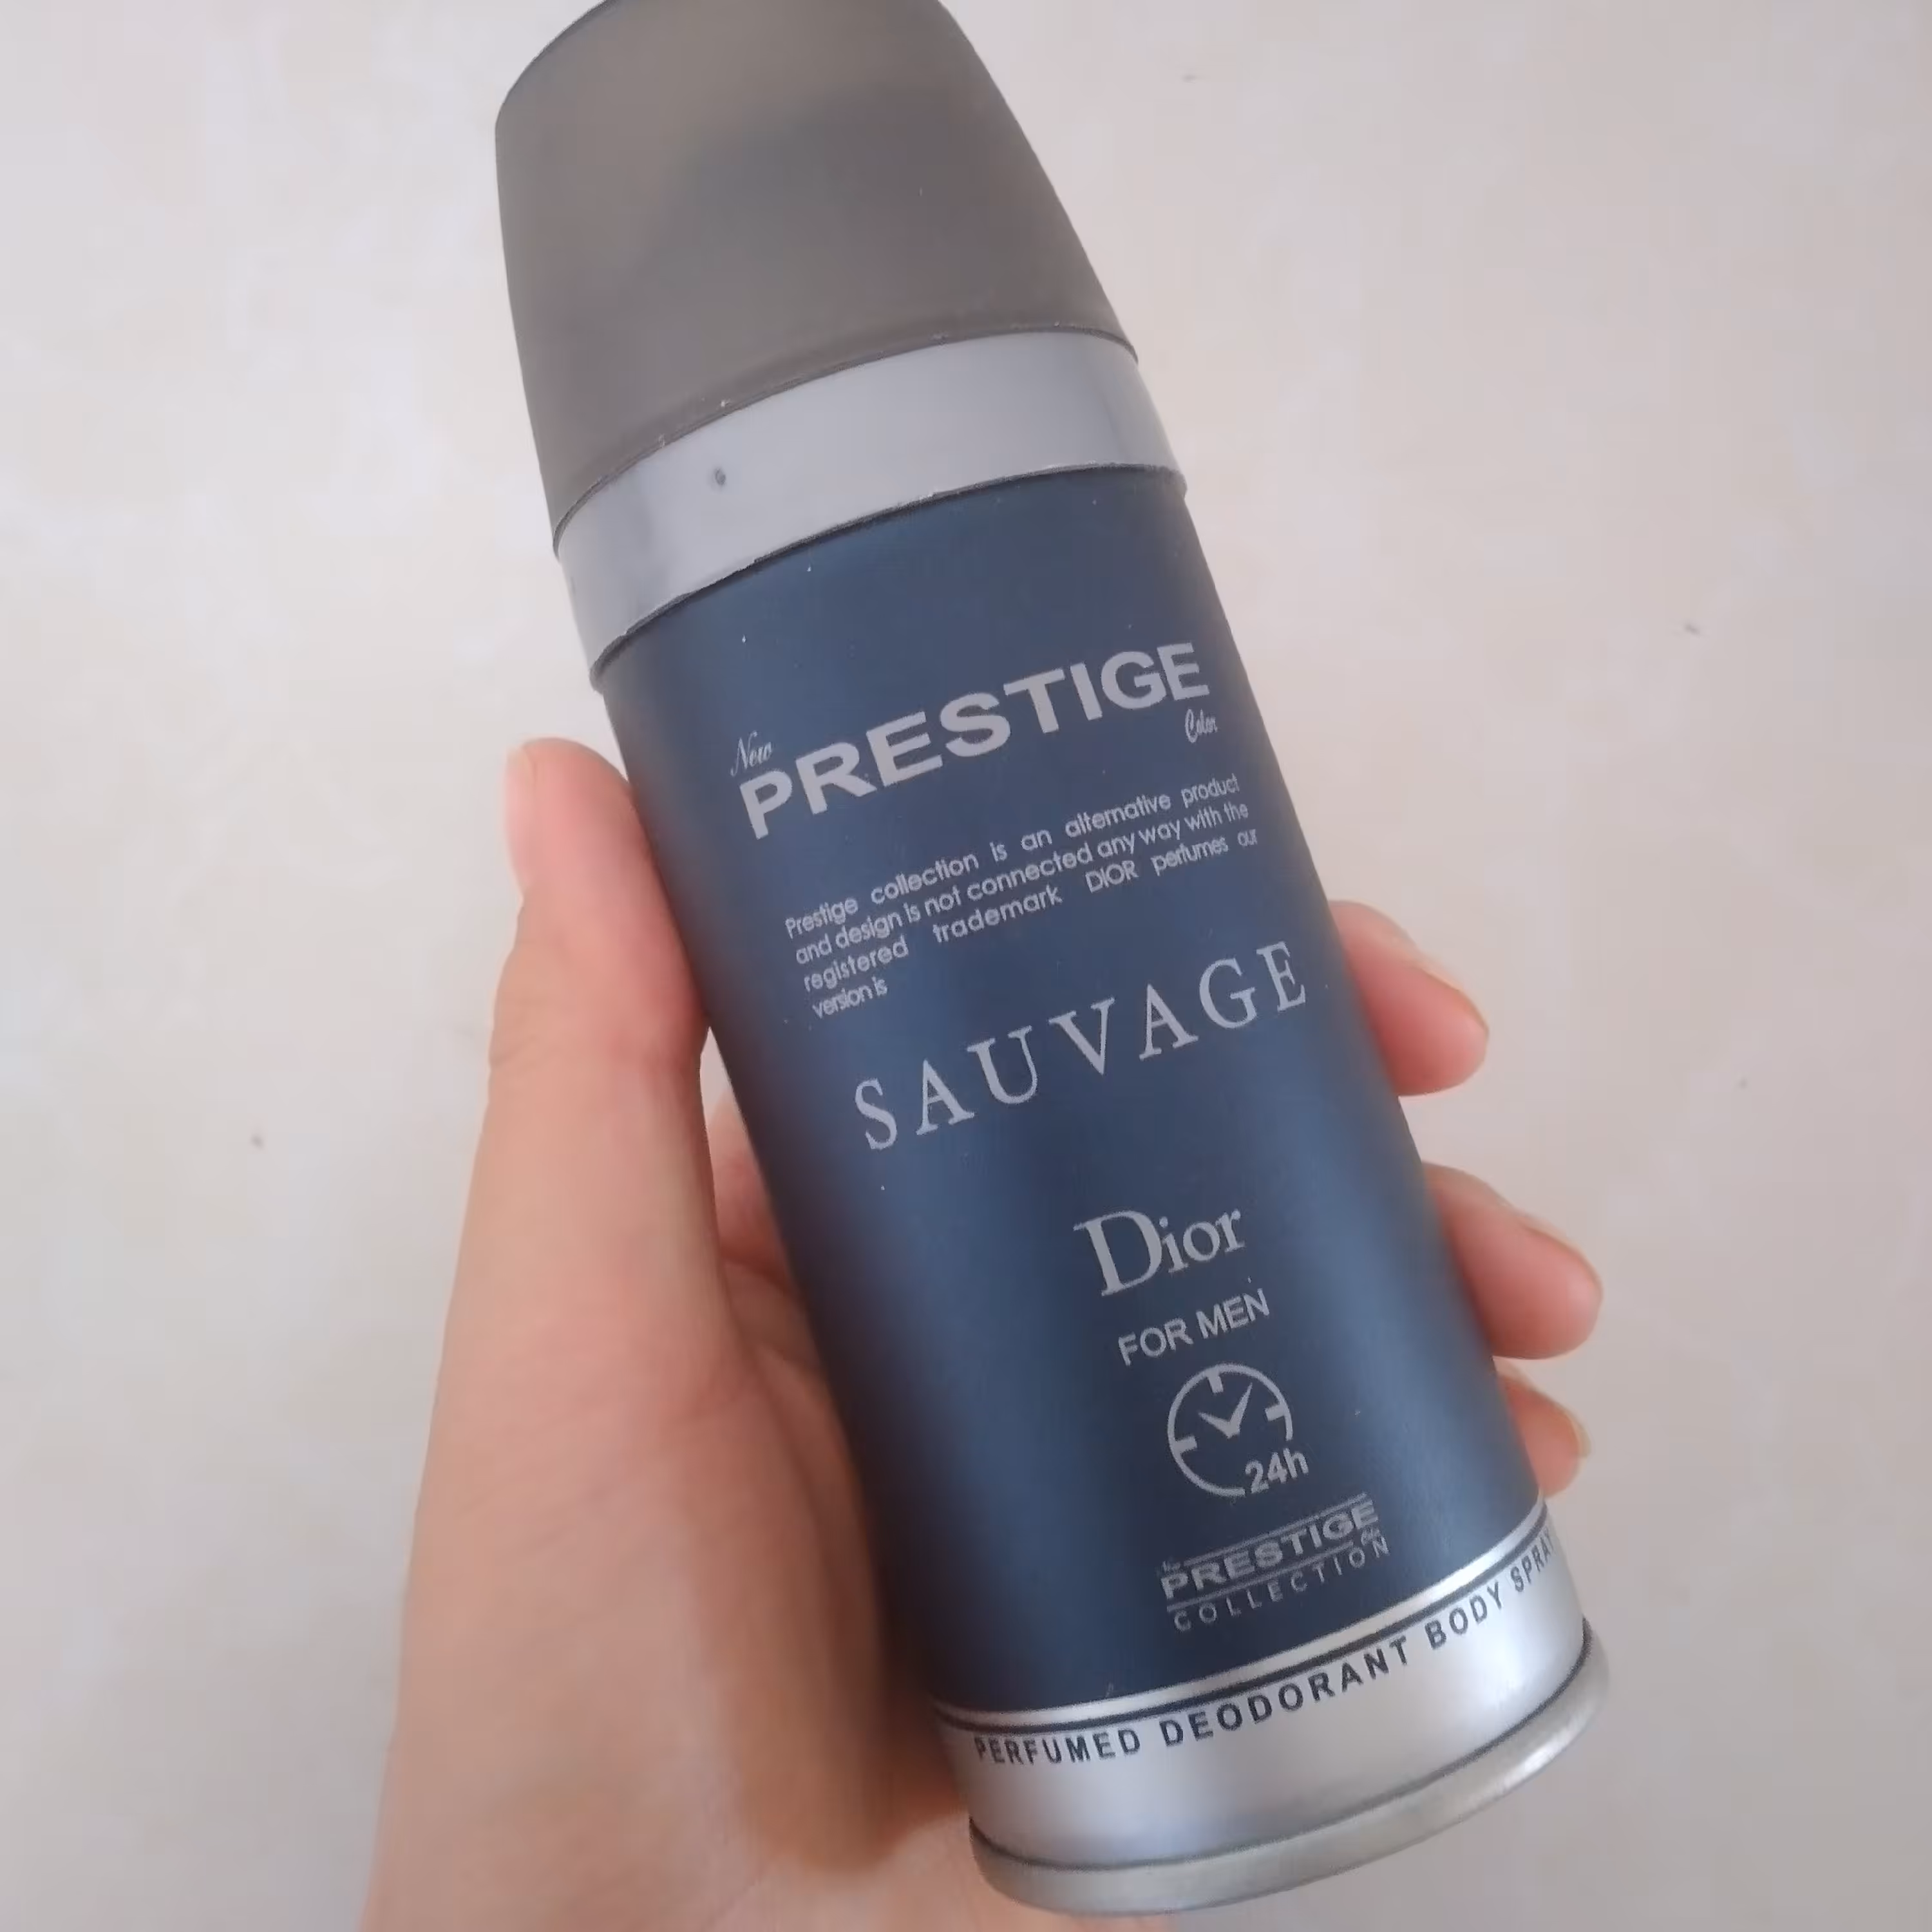 New
PRESTIGE
Color
Prestige collection is an alternative product
and design is not connected any way with the
registered trademark DIOR perfumes our
version is
SAUVAGE
Dior
FOR MEN
24h
PRESTIGE
COLLECTION
PERFUMED DEODORANT BODY SPRAY